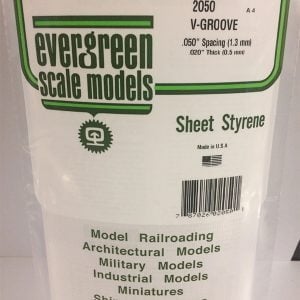 2050
A 4
V-GROOVE
.050" Spacing (1.3 mm)
.020" Thick (0.5 mm)
evergreen
scale models
Sheet Styrene
Made in U.S.A
Model Railroading
Architectural Models
Military Models
Industrial Models
Miniatures